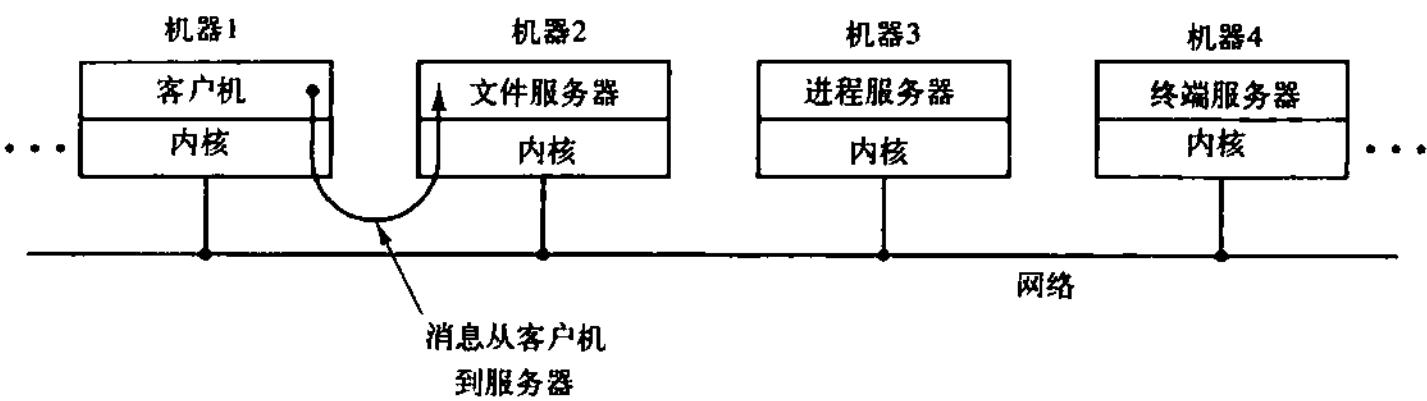 机器1
机器2
机器3
机器4
客户机
文件服务器
进程服务器
终端服务器
内核
内核
内核
内核
网络
消息从客户机
到服务器